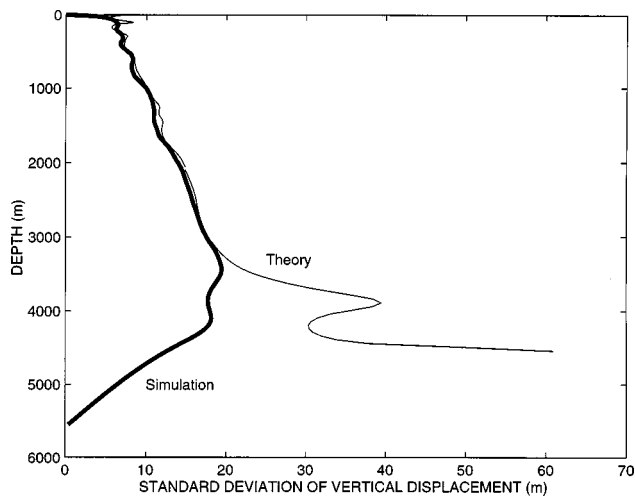 0
1000
2000
3000
4000
5000
6000
DEPTH (m)
Theory
Simulation
0 10 20 30 40 50 60 70
STANDARD DEVIATION OF VERTICAL DISPLACEMENT (m)